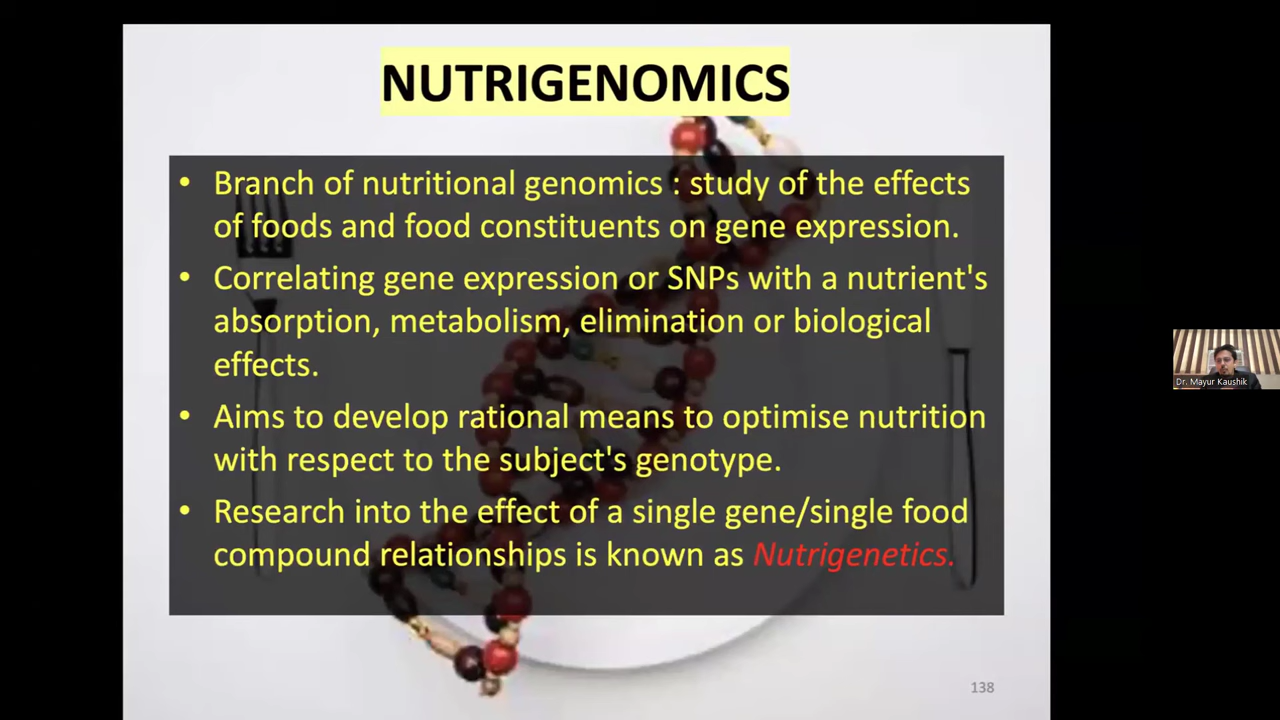 NUTRIGENOMICS
• Branch of nutritional genomics : study of the effects
of foods and food constituents on gene expression.
• Correlating gene expression or SNPs with a nutrient's
absorption, metabolism, elimination or biological
effects.
• Aims to develop rational means to optimise nutrition
with respect to the subject's genotype.
• Research into the effect of a single gene/single food
compound relationships is known as Nutrigenetics.
138
Dr. Mayur Kaushik